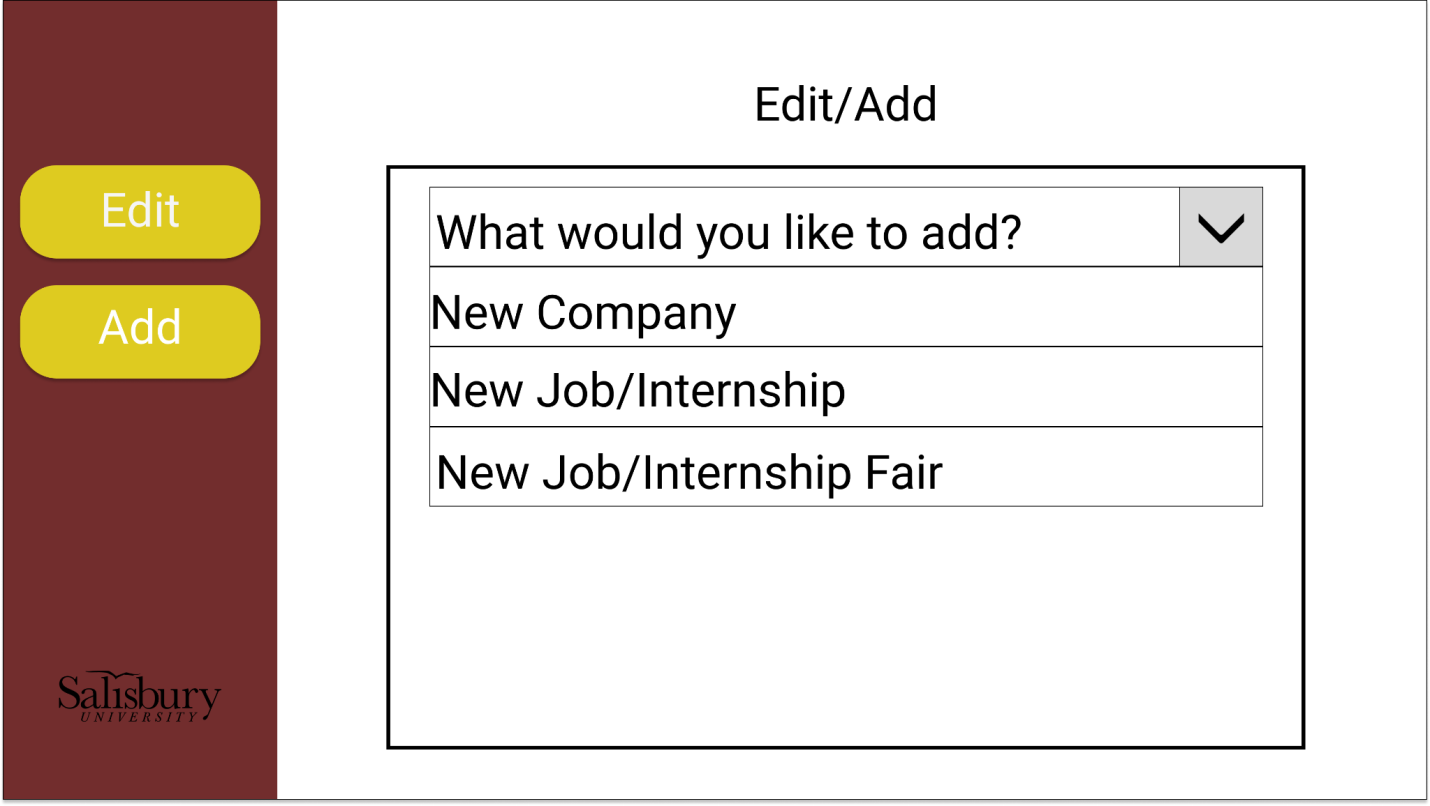 Edit/Add
Edit
Add
What would you like to add?
New Company
New Job/Internship
New Job/Internship Fair
Salisbury
UNIVERSITY